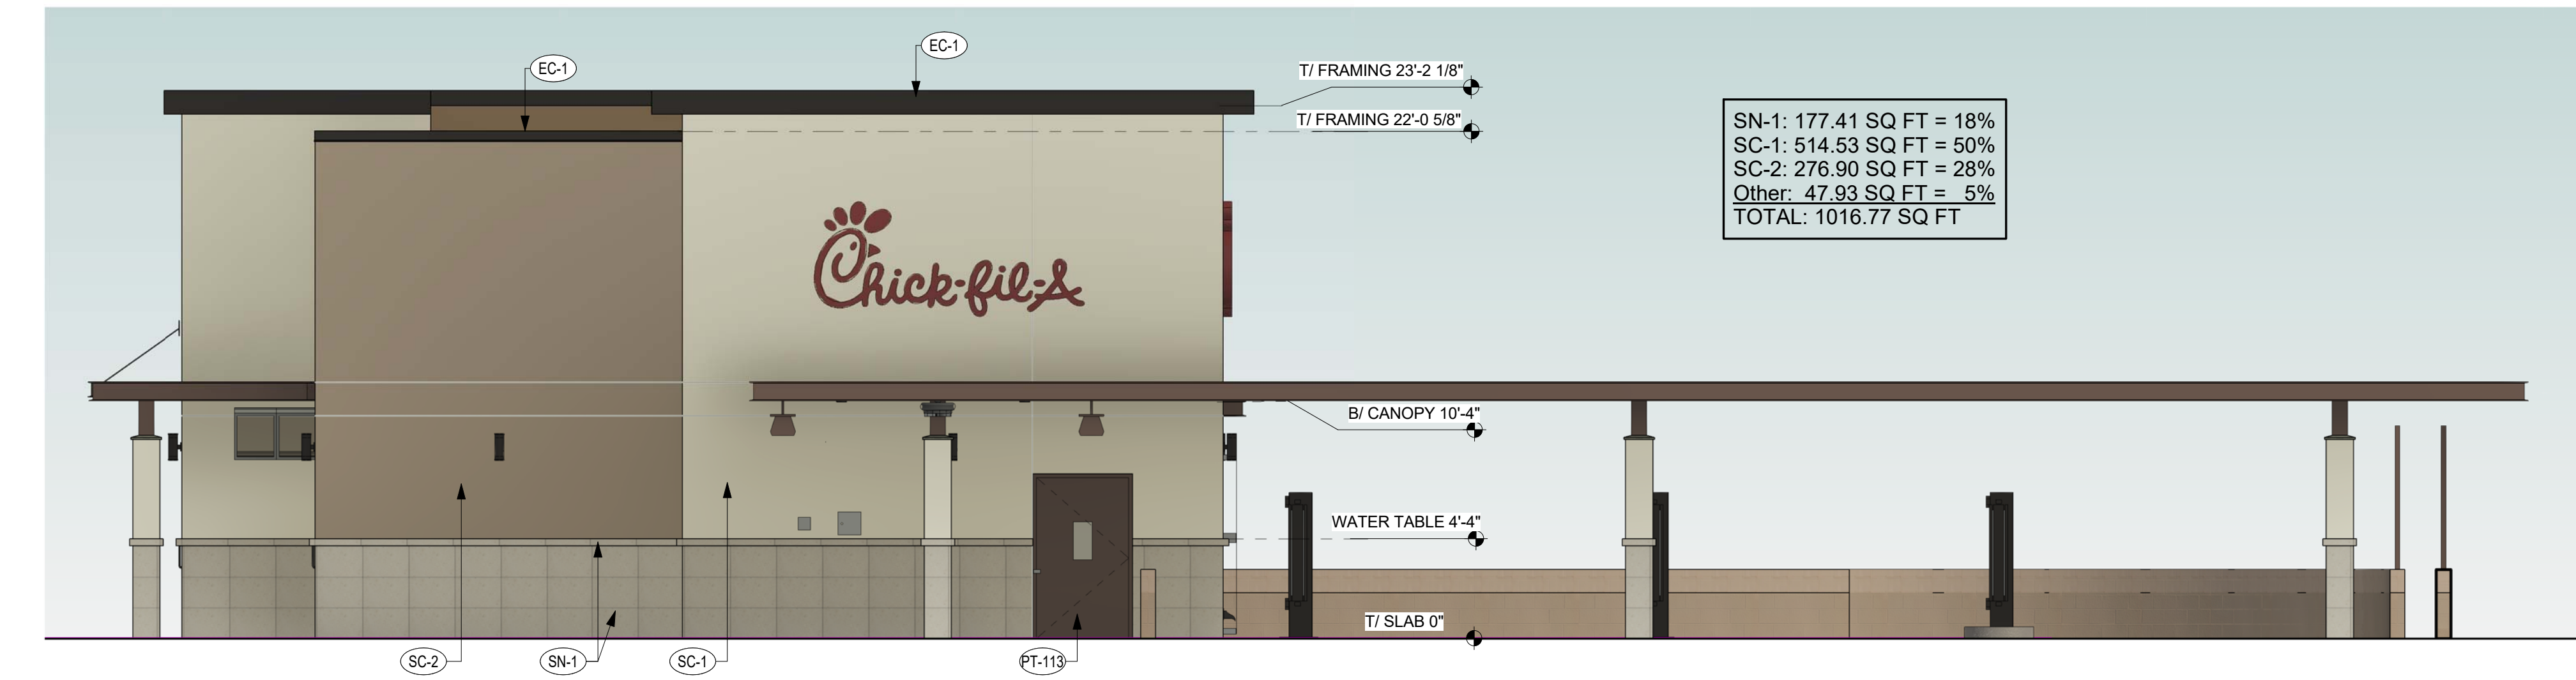 EC-1
EC-1
T/ FRAMING 23'-2 1/8"
T/ FRAMING 22'-0 5/8"
SN-1: 177.41 SQ FT = 18%
SC-1: 514.53 SQ FT = 50%
SC-2: 276.90 SQ FT = 28%
Other: 47.93 SQ FT = 5%
TOTAL: 1016.77 SQ FT
Chick-fil-A
B/ CANOPY 10'-4"
WATER TABLE 4'-4"
T/ SLAB 0"
SC-2
SN-1
SC-1
PT-113